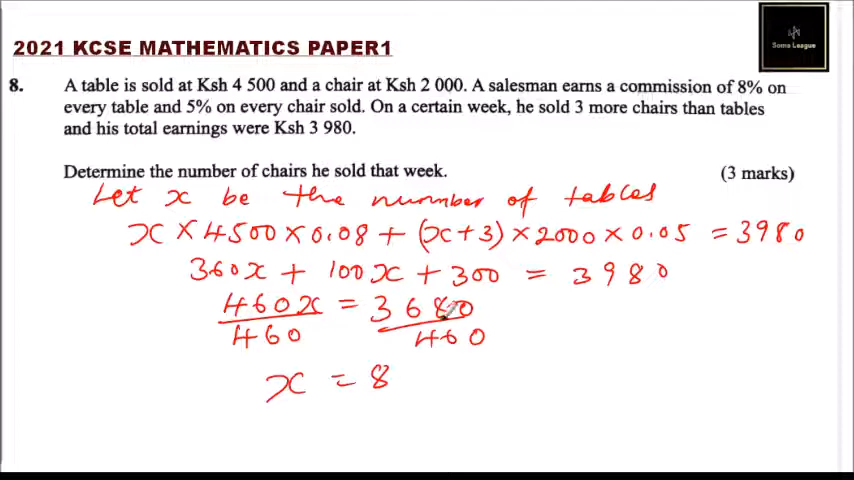 2021 KCSE MATHEMATICS PAPER1
Some League
8. A table is sold at Ksh 4 500 and a chair at Ksh 2 000. A salesman earns a commission of 8% on
every table and 5% on every chair sold. On a certain week, he sold 3 more chairs than tables
and his total earnings were Ksh 3 980.
Determine the number of chairs he sold that week. (3 marks)
Let x be the number of tables
x × 4500 × 0.08 + (x+3) × 2000 × 0.05 = 3980
360x + 100x + 300 = 3980
460x = 3680
460 460
x = 8